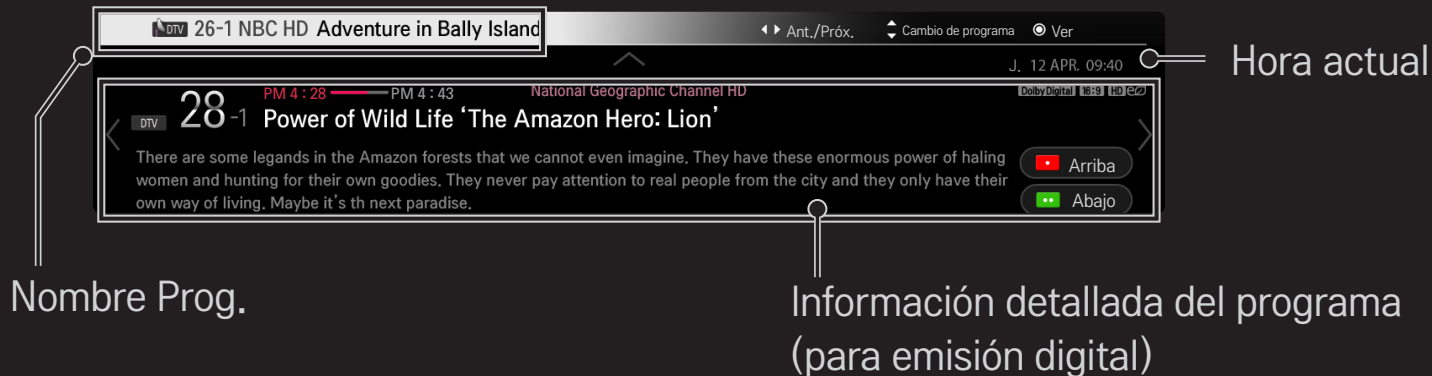 DTV 26-1 NBC HD Adventure in Bally Island
Ant./Próx. Cambio de programa Ver
J. 12 APR. 09:40
Hora actual
PM 4 : 28 PM 4 : 43 National Geographic Channel HD Dolby Digital 16:9 HD
DTV 28-1 Power of Wild Life ‘The Amazon Hero: Lion’
There are some legands in the Amazon forests that we cannot even imagine. They have these enormous power of haling
women and hunting for their own goodies. They never pay attention to real people from the city and they only have their
own way of living. Maybe it’s th next paradise.
Arriba
Abajo
Nombre Prog.
Información detallada del programa
(para emisión digital)